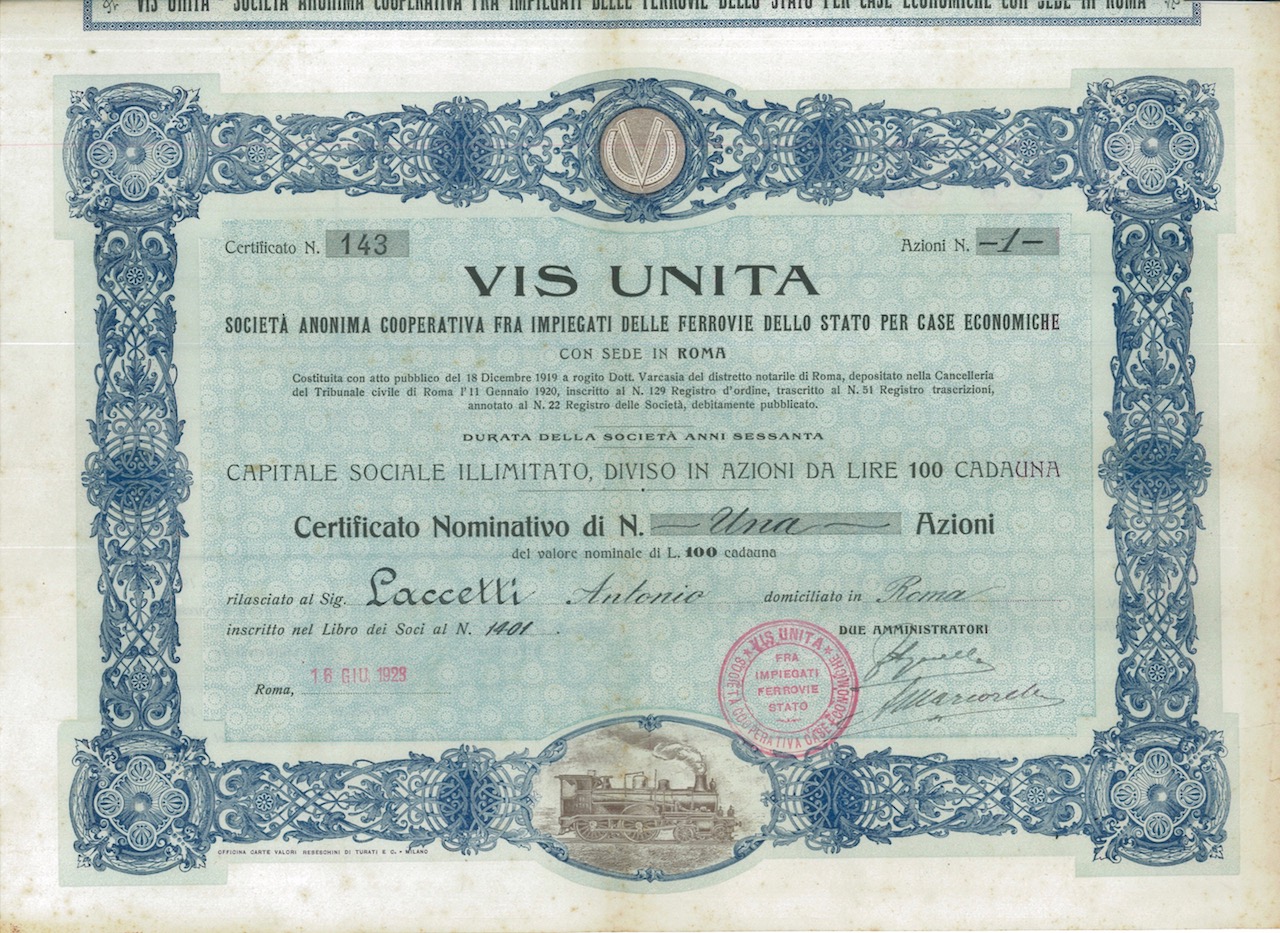 VIS UNITA SOCIETÀ ANONIMA COOPERATIVA FRA IMPIEGATI DELLE FERROVIE DELLO STATO PER CASE ECONOMICHE CON SEDE IN ROMA
V
Certificato N. 143
Azioni N. -1-
VIS UNITA
SOCIETÀ ANONIMA COOPERATIVA FRA IMPIEGATI DELLE FERROVIE DELLO STATO PER CASE ECONOMICHE
CON SEDE IN ROMA
Costituita con atto pubblico del 18 Dicembre 1919 a rogito Dott. Varcasia del distretto notarile di Roma, depositato nella Cancelleria
del Tribunale civile di Roma l'11 Gennaio 1920, inscritto al N. 129 Registro d'ordine, trascritto al N. 51 Registro trascrizioni,
annotato al N. 22 Registro delle Società, debitamente pubblicato.
DURATA DELLA SOCIETÀ ANNI SESSANTA
CAPITALE SOCIALE ILLIMITATO, DIVISO IN AZIONI DA LIRE 100 CADAUNA
Certificato Nominativo di N. — Una — Azioni
del valore nominale di L. 100 cadauna
rilasciato al Sig. Laccetti Antonio domiciliato in Roma
inscritto nel Libro dei Soci al N. 1401.
DUE AMMINISTRATORI
Roma, 16 GIU. 1923
VIS UNITA
SOCIETÀ COOPERATIVA CASE ECONOMICHE
FRA
IMPIEGATI
FERROVIE
STATO
OFFICINA CARTE VALORI RESESCHINI DI TURATI E C. - MILANO